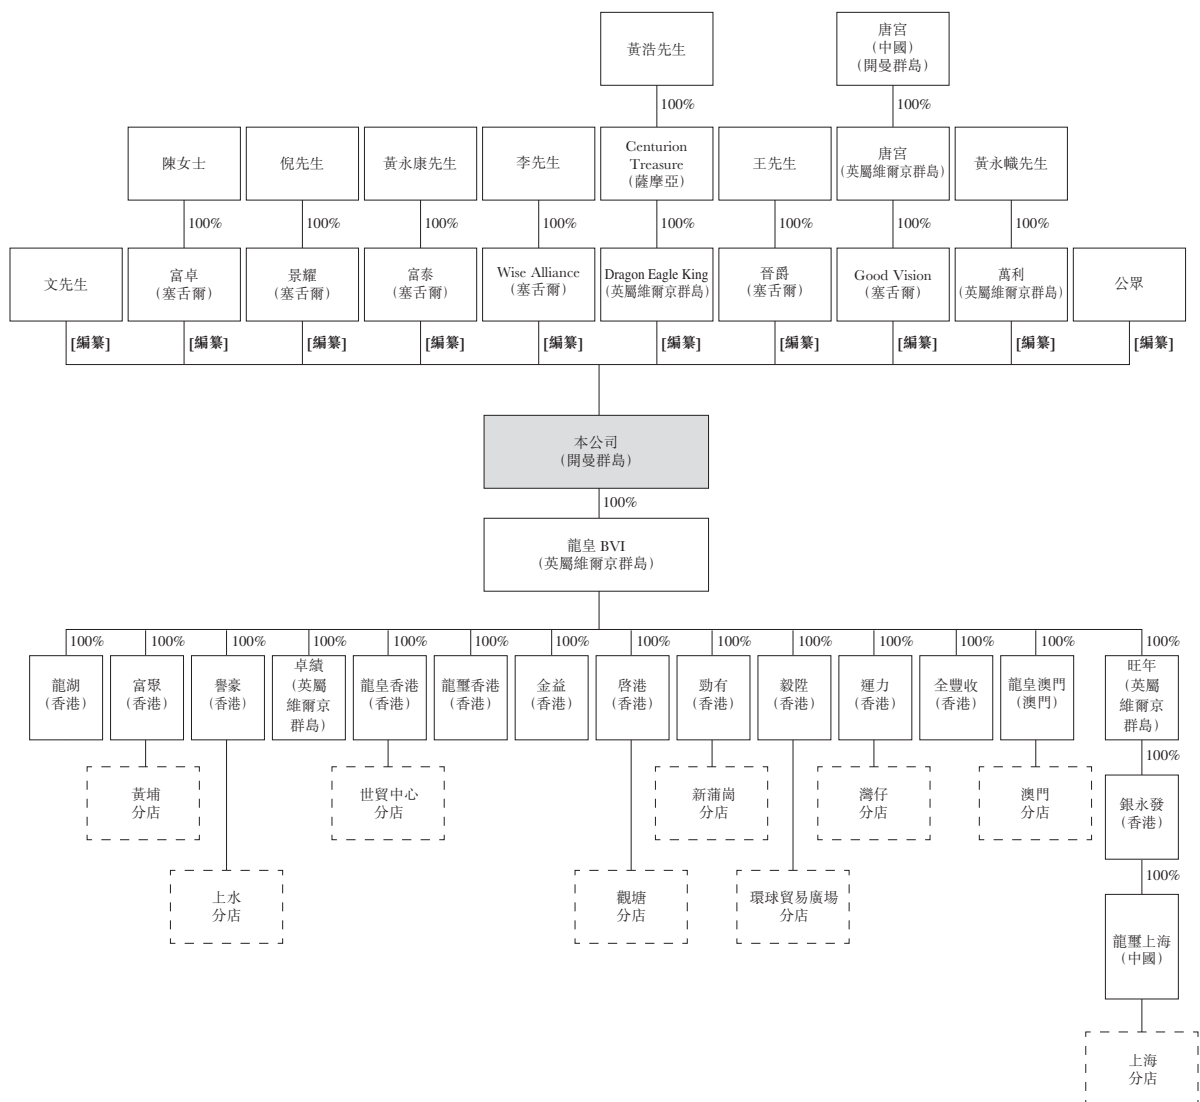 黃浩先生
唐宮
(中國)
(開曼群島)
100%
100%
陳女士
倪先生
黃永康先生
李先生
Centurion
Treasure
(薩摩亞)
王先生
唐宮
(英屬維爾京群島)
黃永幟先生
100%
100%
100%
100%
100%
100%
100%
100%
文先生
富卓
(塞舌爾)
景耀
(塞舌爾)
富泰
(塞舌爾)
Wise Alliance
(塞舌爾)
Dragon Eagle King
(英屬維爾京群島)
晉爵
(塞舌爾)
Good Vision
(塞舌爾)
萬利
(英屬維爾京群島)
公眾
[編纂]
[編纂]
[編纂]
[編纂]
[編纂]
[編纂]
[編纂]
[編纂]
[編纂]
[編纂]
本公司
(開曼群島)
100%
龍皇 BVI
(英屬維爾京群島)
100%
100%
100%
100%
100%
100%
100%
100%
100%
100%
100%
100%
100%
100%
龍湖
(香港)
富聚
(香港)
譽豪
(香港)
卓績
(英屬
維爾京
群島)
龍皇香港
(香港)
龍璽香港
(香港)
金益
(香港)
啓港
(香港)
勁有
(香港)
毅陞
(香港)
運力
(香港)
全豐收
(香港)
龍皇澳門
(澳門)
旺年
(英屬
維爾京
群島)
100%
黃埔
分店
世貿中心
分店
新蒲崗
分店
灣仔
分店
澳門
分店
銀永發
(香港)
100%
上水
分店
觀塘
分店
環球貿易廣場
分店
龍璽上海
(中國)
上海
分店